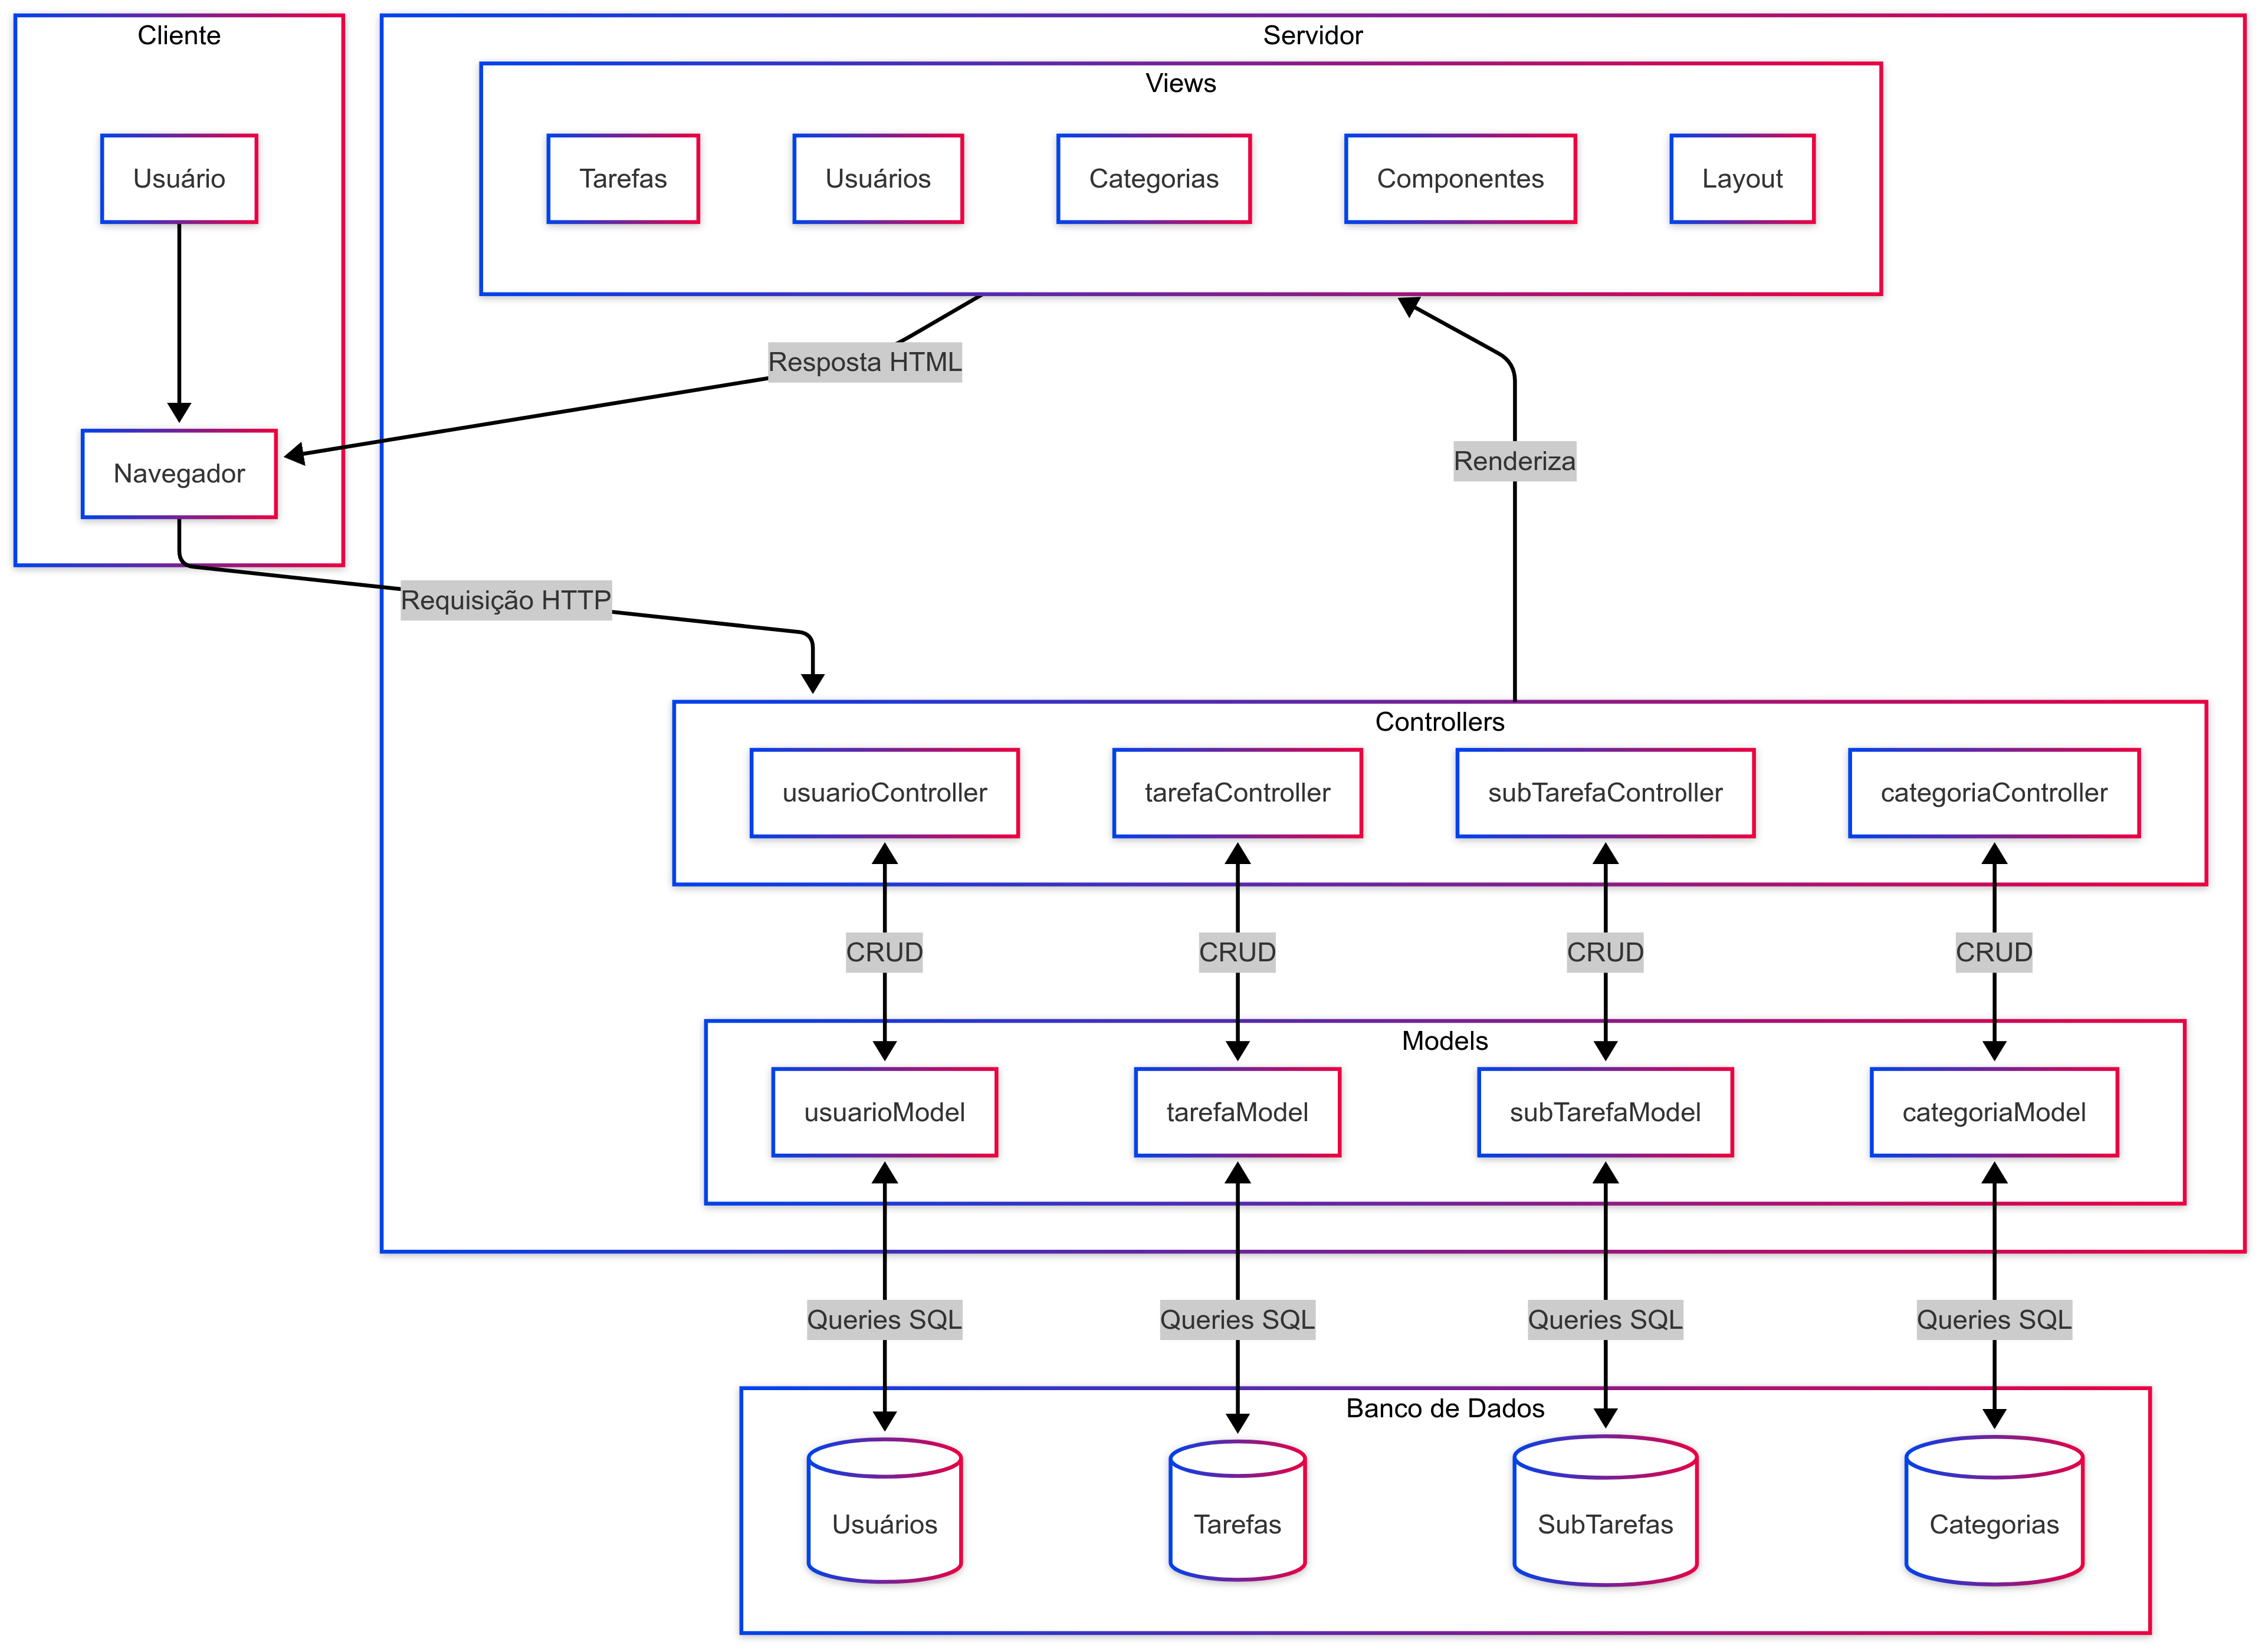 Cliente
Servidor
Views
Usuário
Tarefas
Usuários
Categorias
Componentes
Layout
Resposta HTML
Renderiza
Navegador
Requisição HTTP
Controllers
usuarioController
tarefaController
subTarefaController
categoriaController
CRUD
CRUD
CRUD
CRUD
Models
usuarioModel
tarefaModel
subTarefaModel
categoriaModel
Queries SQL
Queries SQL
Queries SQL
Queries SQL
Banco de Dados
Usuários
Tarefas
SubTarefas
Categorias